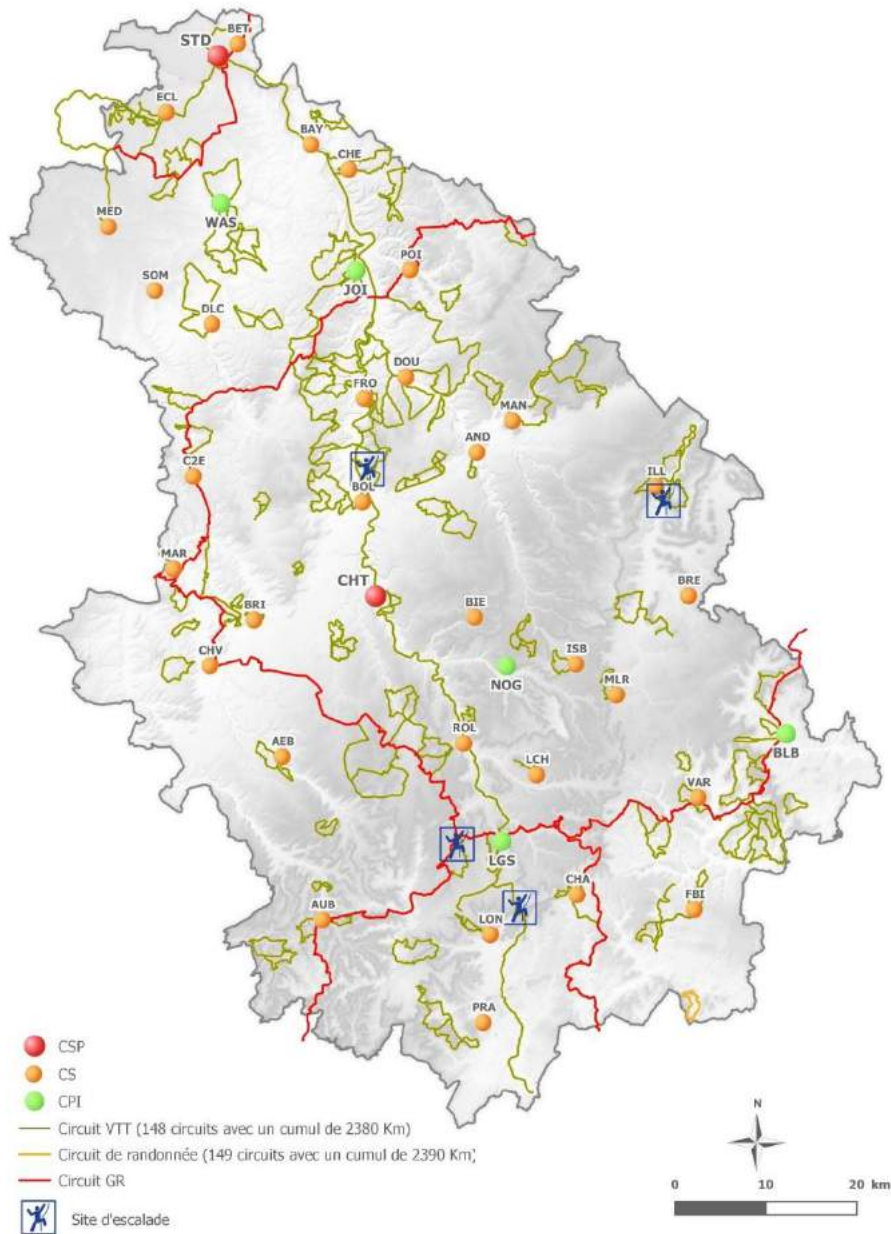 BET
STD
ECL
BAY
CHE
MED
WAS
POI
SOM
JOI
DLC
DOU
FRO
MAN
AND
C2E
ILL
BOL
MAR
CHT
BRE
BRI
BIE
CHV
ISB
NOG
MLR
ROL
AEB
LCH
BLB
VAR
LGS
CHA
FBI
AUB
LON
PRA
CSP
CS
CPI
Circuit VTT (148 circuits avec un cumul de 2380 Km)
Circuit de randonnée (149 circuits avec un cumul de 2390 Km)
Circuit GR
Site d'escalade
N
0 10 20 km